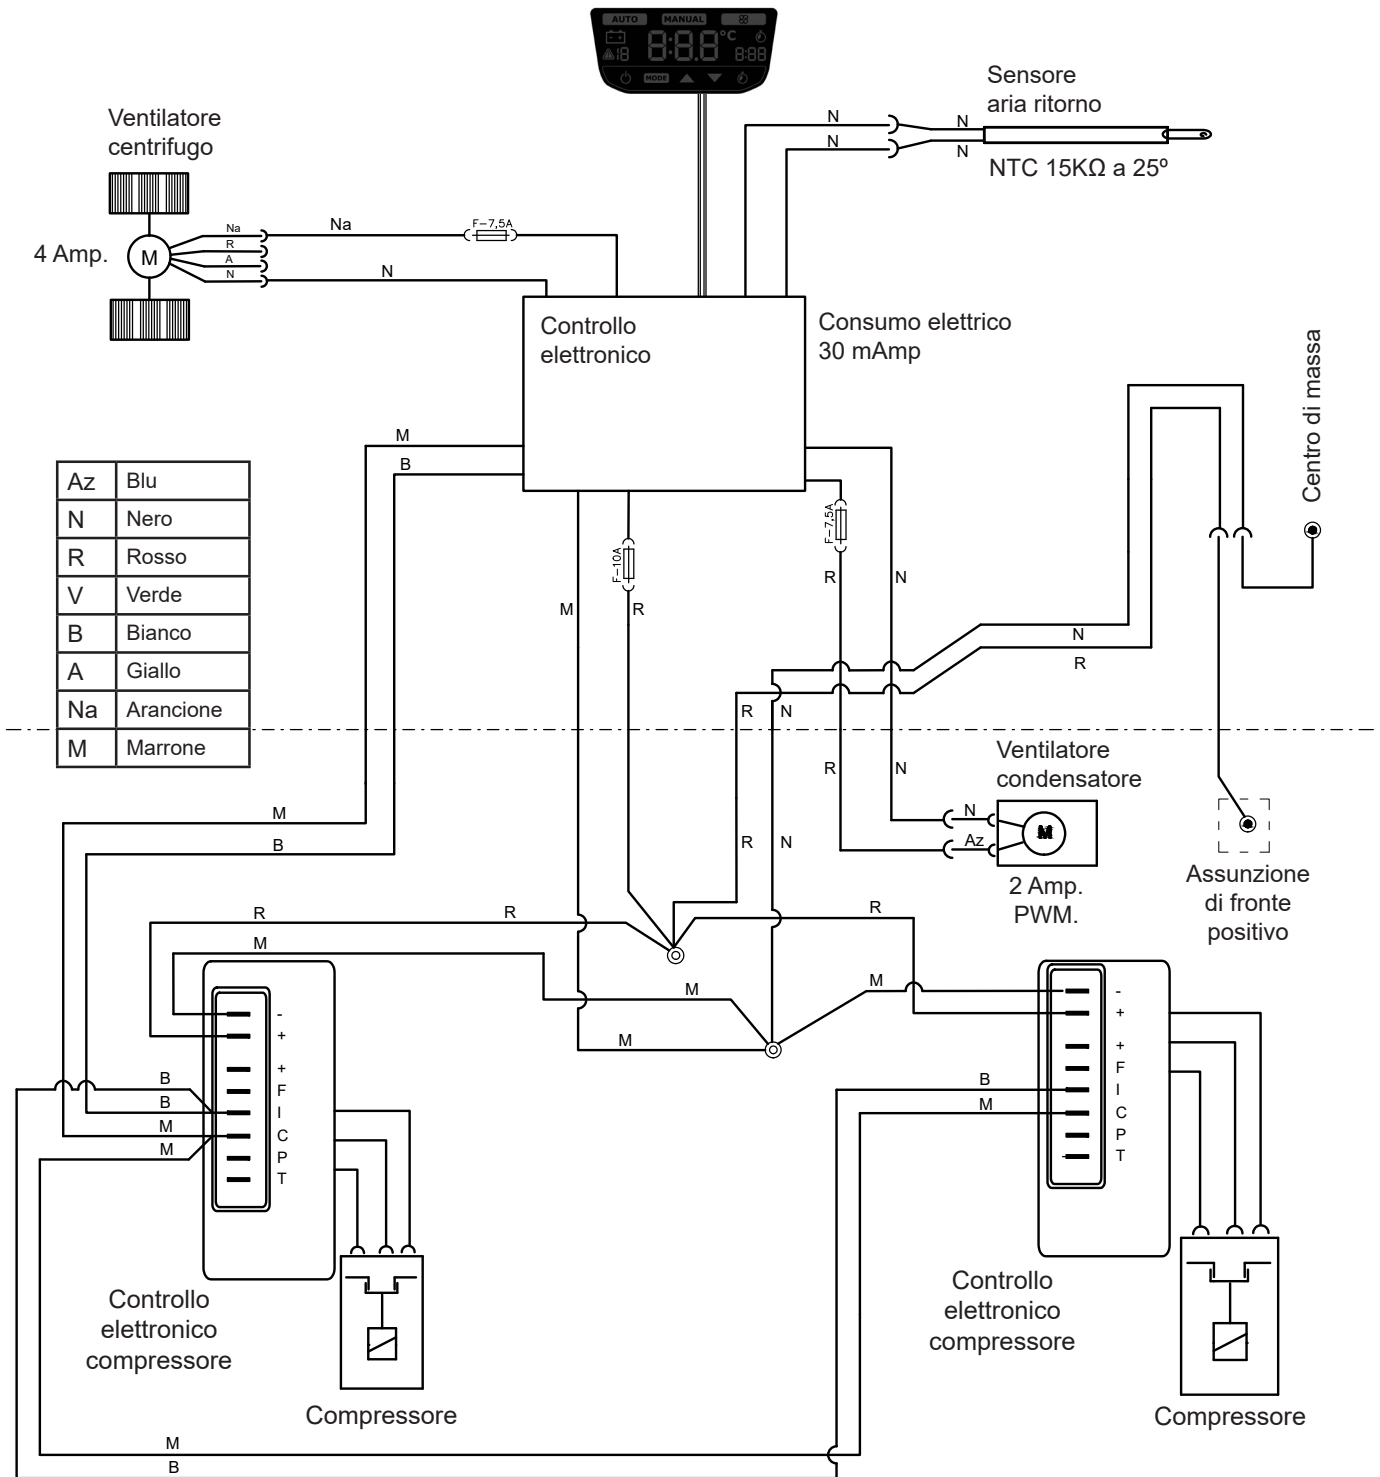 AUTO MANUAL
8:8.8 °C
18 8:88
MODE
Sensore
aria ritorno
NTC 15KΩ a 25º
N
N
N
N
Ventilatore
centrifugo
4 Amp.
M
Na
R
A
N
Na
N
F-7,5A
Controllo
elettronico
Consumo elettrico
30 mAmp
Centro di massa
M
B
Az Blu
N Nero
R Rosso
V Verde
B Bianco
A Giallo
Na Arancione
M Marrone
F-10A
F-7,5A
M
R
R
N
N
R
R
N
R
N
R
N
M
B
Ventilatore
condensatore
N
Az
M
2 Amp.
PWM.
Assunzione
di fronte
positivo
R
R
R
M
M
M
M
-
+
+
F
I
C
P
T
B
B
M
M
-
+
+
F
I
C
P
T
B
M
Controllo
elettronico
compressore
Compressore
Controllo
elettronico
compressore
Compressore
M
B